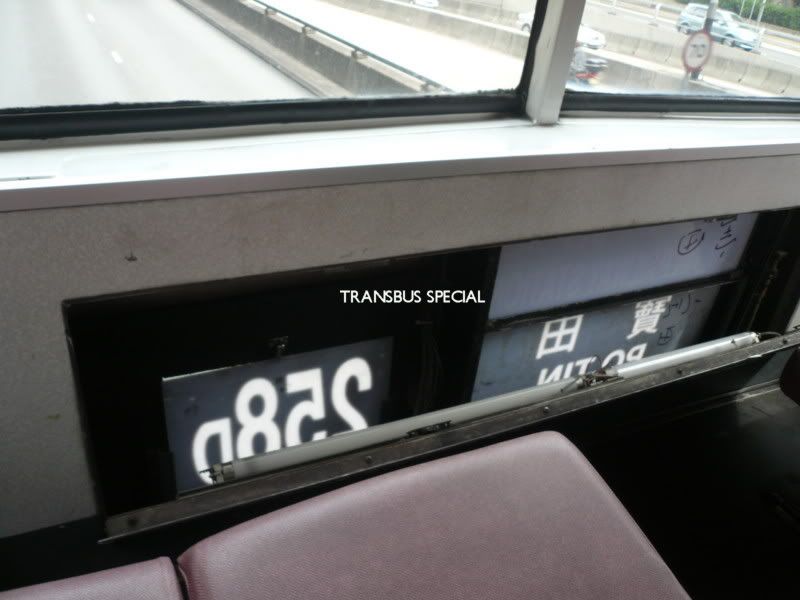 TRANSBUS SPECIAL
寶田
PO TIN
258D